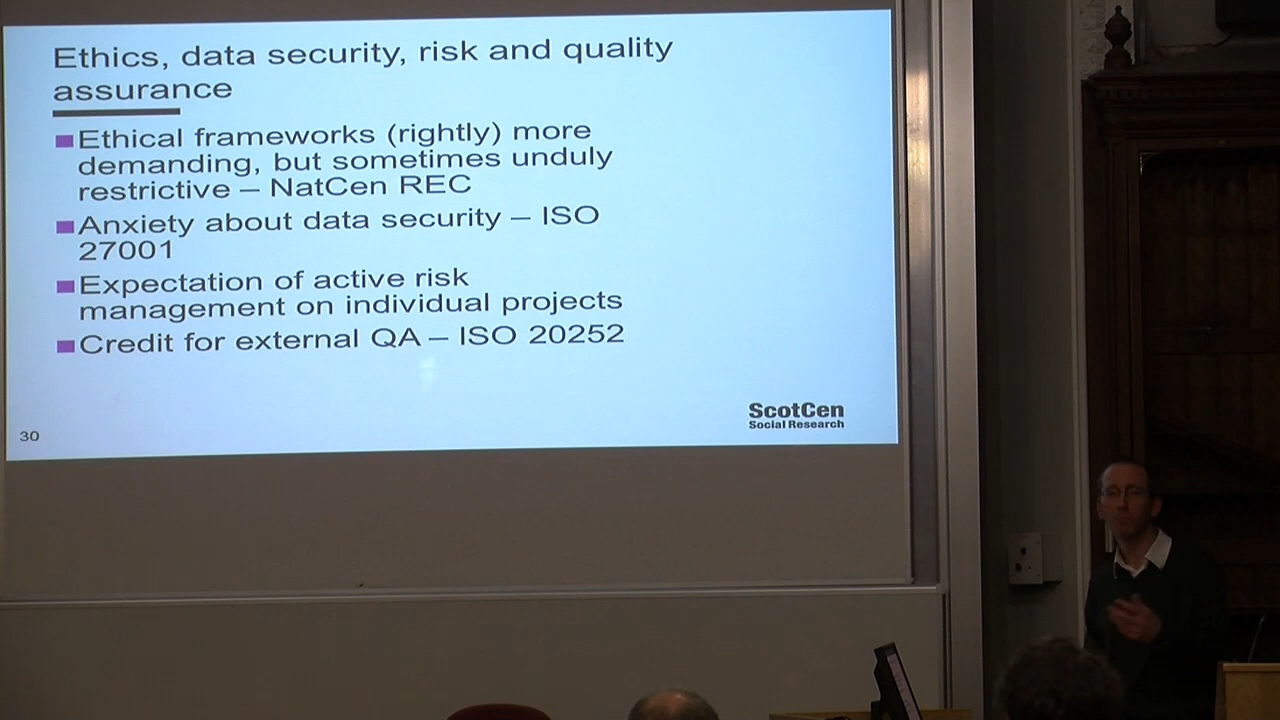 Ethics, data security, risk and quality
assurance
Ethical frameworks (rightly) more
demanding, but sometimes unduly
restrictive – NatCen REC
Anxiety about data security – ISO
27001
Expectation of active risk
management on individual projects
Credit for external QA – ISO 20252
ScotCen
Social Research
30